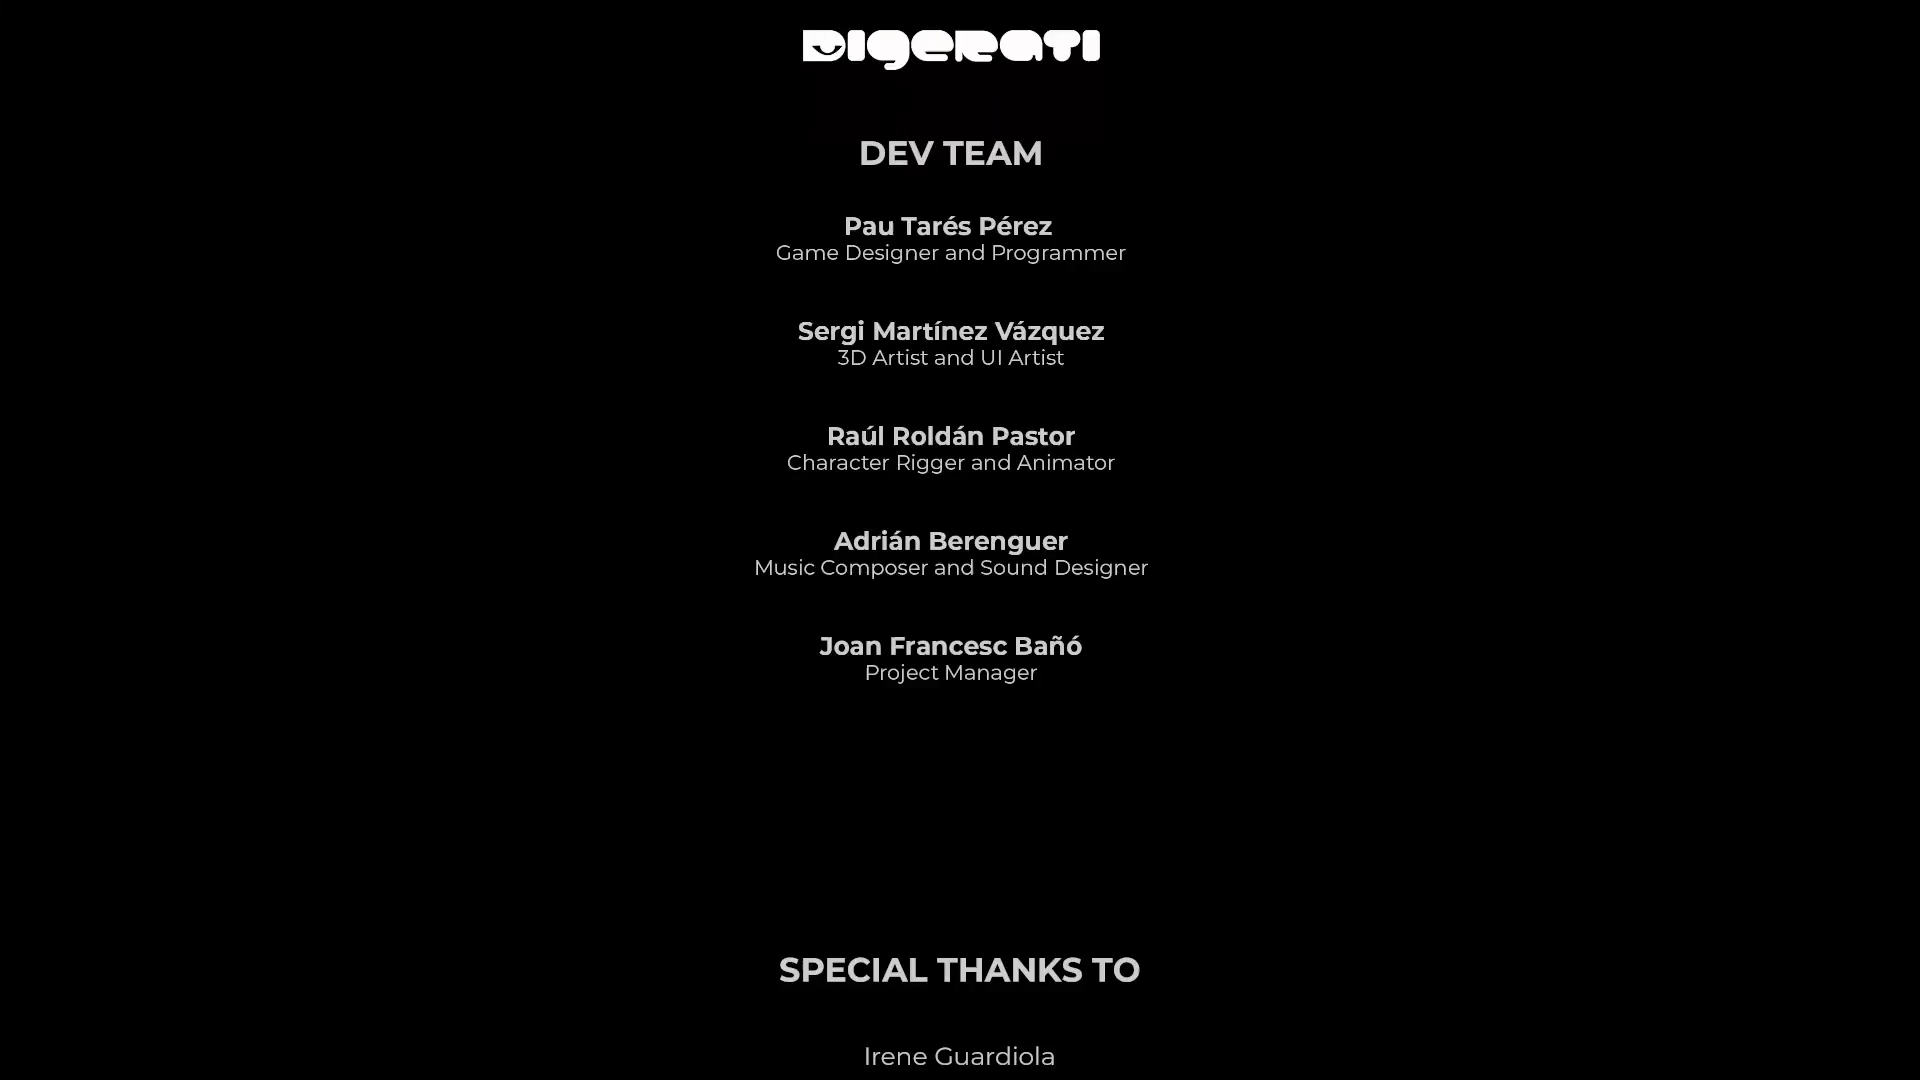 DIGERATI
DEV TEAM
Pau Tarés Pérez
Game Designer and Programmer
Sergi Martínez Vázquez
3D Artist and UI Artist
Raúl Roldán Pastor
Character Rigger and Animator
Adrián Berenguer
Music Composer and Sound Designer
Joan Francesc Bañó
Project Manager
SPECIAL THANKS TO
Irene Guardiola